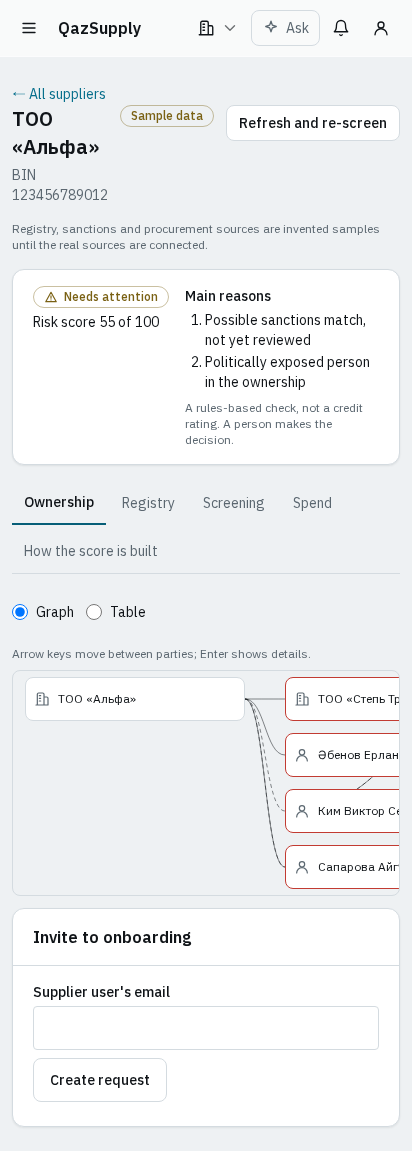 QazSupply
Ask
← All suppliers
ТОО «Альфа»
Sample data
Refresh and re-screen
BIN
123456789012
Registry, sanctions and procurement sources are invented samples
until the real sources are connected.
Needs attention
Risk score 55 of 100
Main reasons
1. Possible sanctions match,
not yet reviewed
2. Politically exposed person
in the ownership
A rules-based check, not a credit
rating. A person makes the
decision.
Ownership
Registry
Screening
Spend
How the score is built
Graph
Table
Arrow keys move between parties; Enter shows details.
ТОО «Альфа»
ТОО «Степь Тр
Әбенов Ерлан
Ким Виктор Се
Сапарова Айг
Invite to onboarding
Supplier user's email
Create request